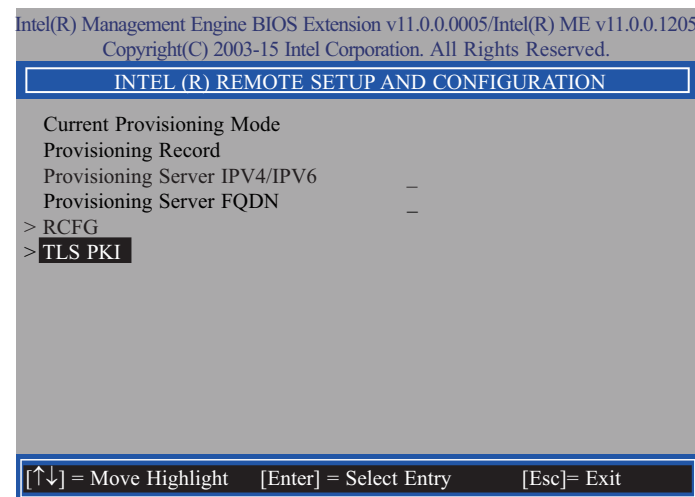 Intel(R) Management Engine BIOS Extension v11.0.0.0005/Intel(R) ME v11.0.0.1205
Copyright(C) 2003-15 Intel Corporation. All Rights Reserved.
INTEL (R) REMOTE SETUP AND CONFIGURATION
Current Provisioning Mode
Provisioning Record
Provisioning Server IPV4/IPV6 _
Provisioning Server FQDN _
> RCFG
> TLS PKI
[↑↓] = Move Highlight [Enter] = Select Entry [Esc]= Exit